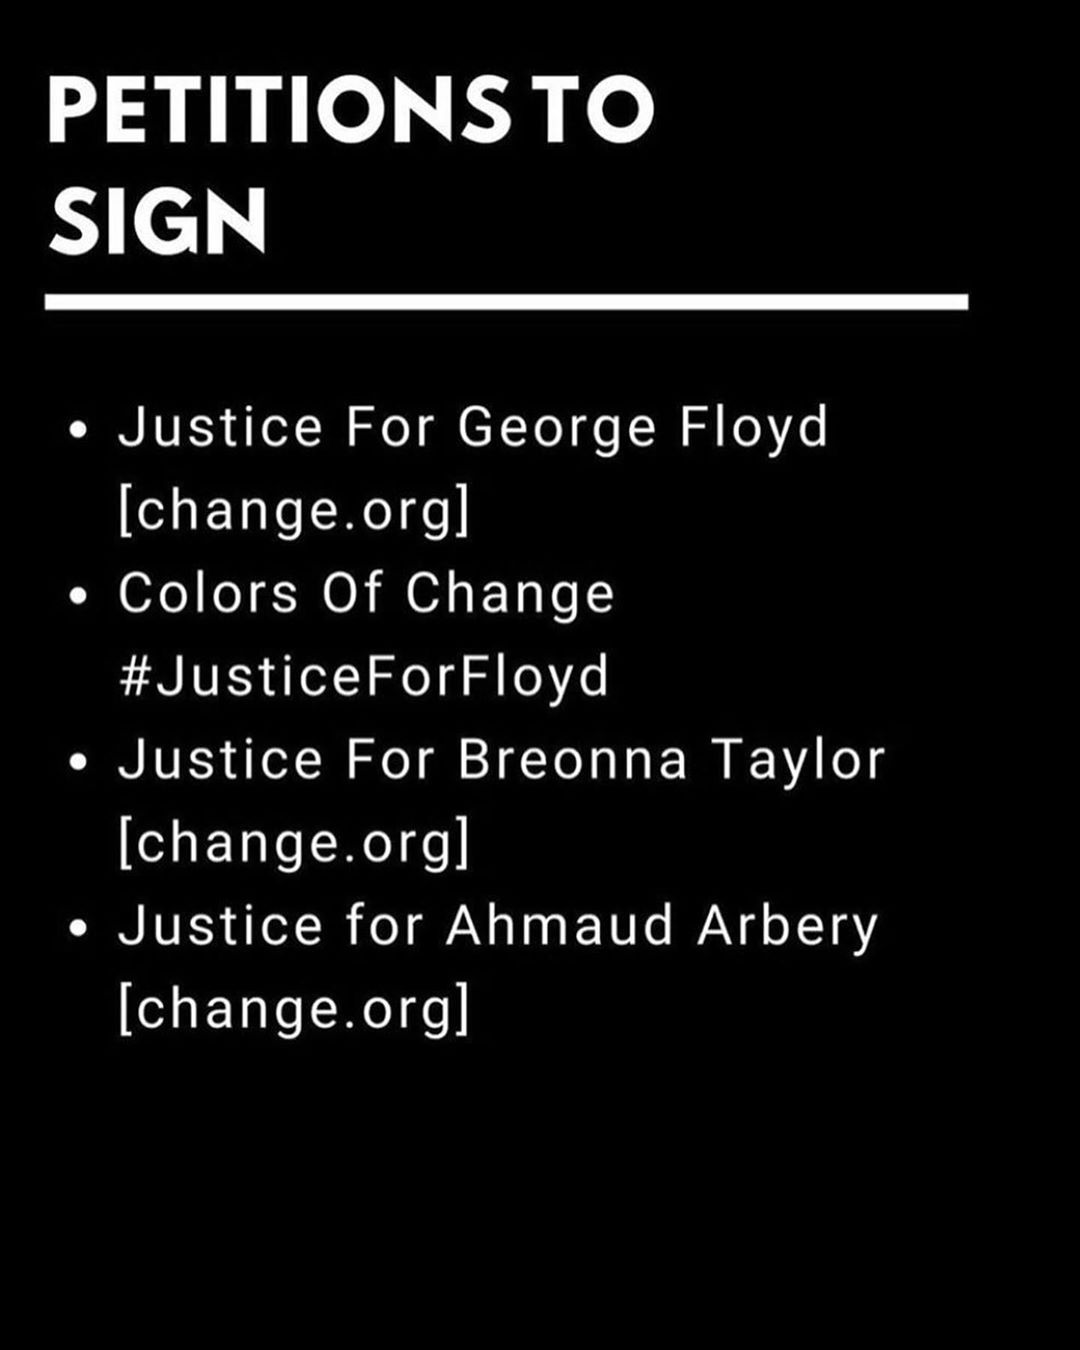 PETITIONS TO
SIGN
• Justice For George Floyd
[change.org]
• Colors Of Change
#JusticeForFloyd
• Justice For Breonna Taylor
[change.org]
• Justice for Ahmaud Arbery
[change.org]